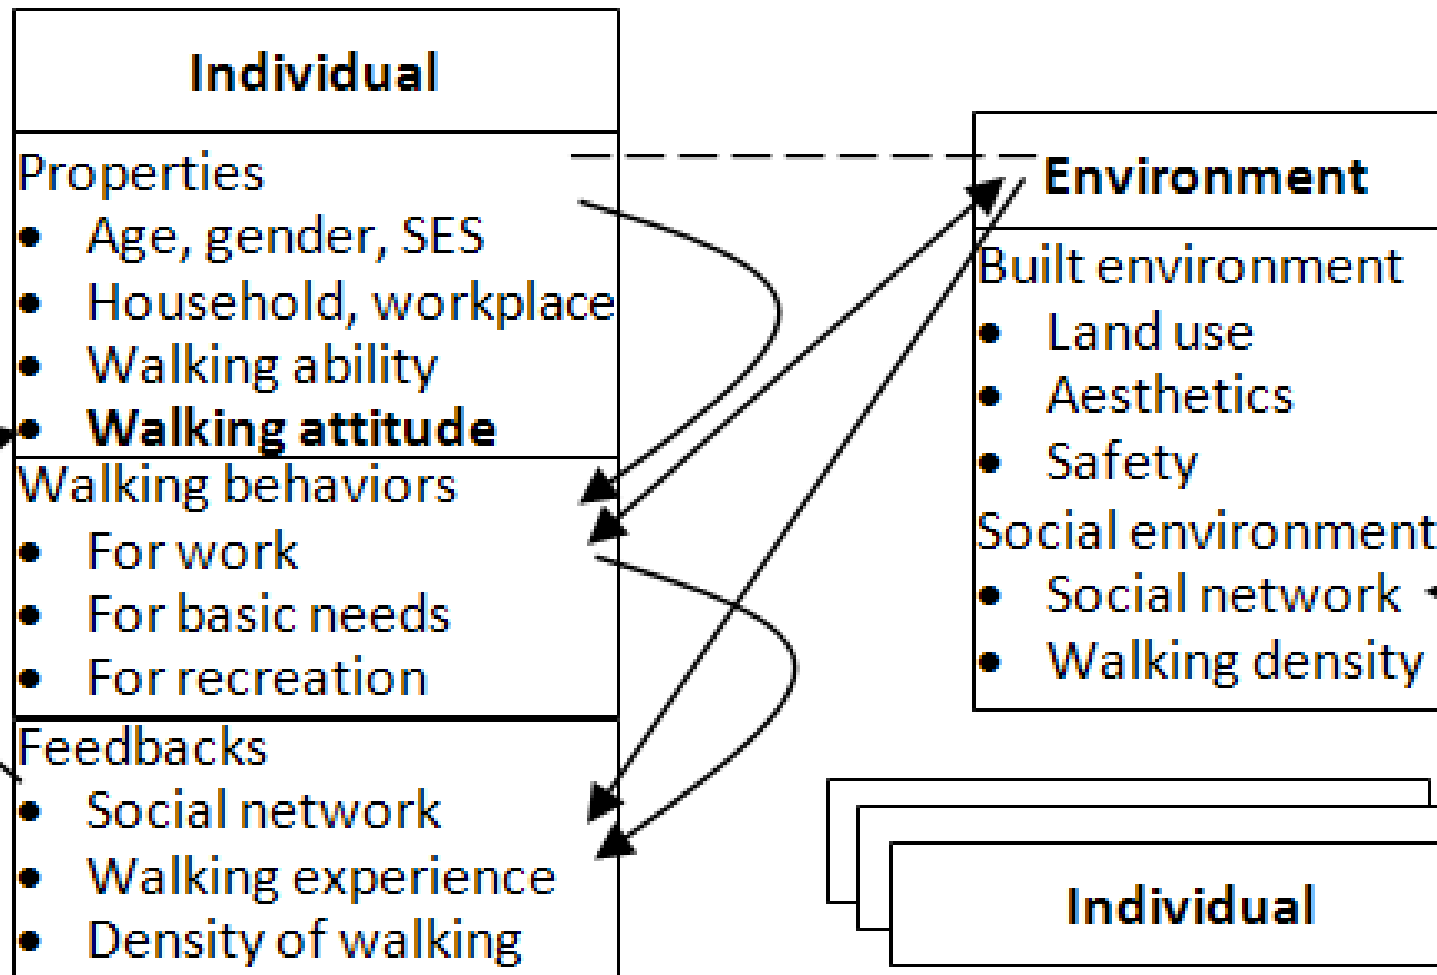 Individual
Properties
• Age, gender, SES
• Household, workplace
• Walking ability
• Walking attitude
Walking behaviors
• For work
• For basic needs
• For recreation
Feedbacks
• Social network
• Walking experience
• Density of walking
Environment
Built environment
• Land use
• Aesthetics
• Safety
Social environment
• Social network
• Walking density
Individual